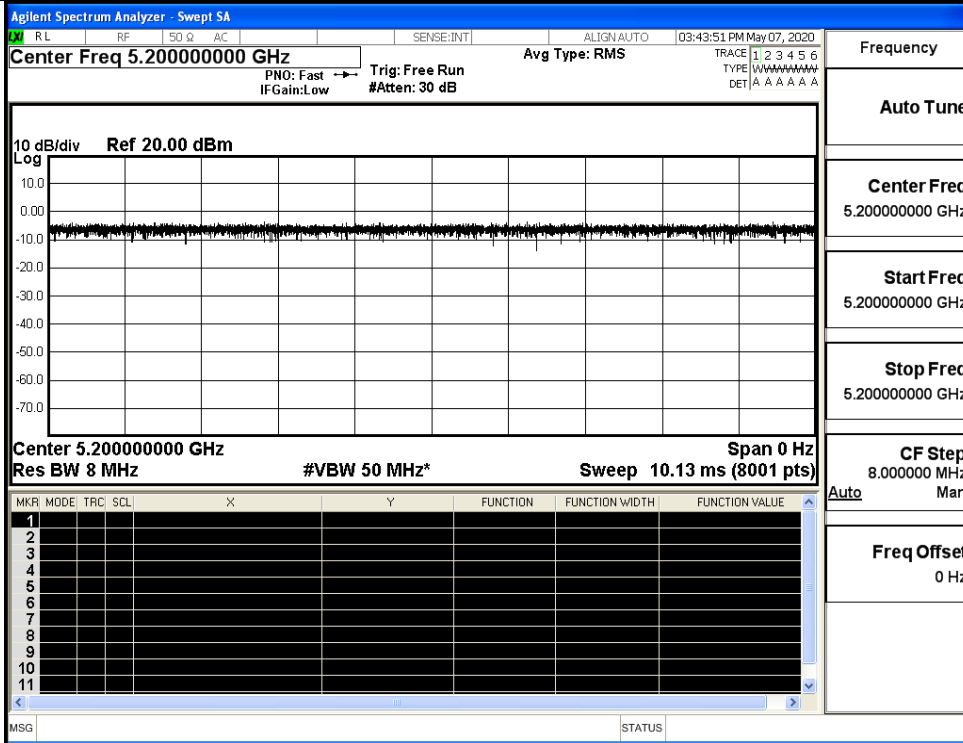 Agilent Spectrum Analyzer - Swept SA
LXI RL RF 50 Ω AC SENSE:INT ALIGN AUTO 03:43:51 PM May 07, 2020
Center Freq 5.200000000 GHz
Avg Type: RMS
TRACE 1 2 3 4 5 6
TYPE WWWWWW
DET A A A A A A
PNO: Fast
IFGain:Low
Trig: Free Run
#Atten: 30 dB
10 dB/div Ref 20.00 dBm
Log
10.0
0.00
-10.0
-20.0
-30.0
-40.0
-50.0
-60.0
-70.0
Center 5.200000000 GHz Span 0 Hz
Res BW 8 MHz #VBW 50 MHz* Sweep 10.13 ms (8001 pts)
MKR MODE TRC SCL X Y FUNCTION FUNCTION WIDTH FUNCTION VALUE
1
2
3
4
5
6
7
8
9
10
11
MSG STATUS
Frequency
Auto Tune
Center Freq
5.200000000 GHz
Start Freq
5.200000000 GHz
Stop Freq
5.200000000 GHz
CF Step
8.000000 MHz
Auto Man
Freq Offset
0 Hz